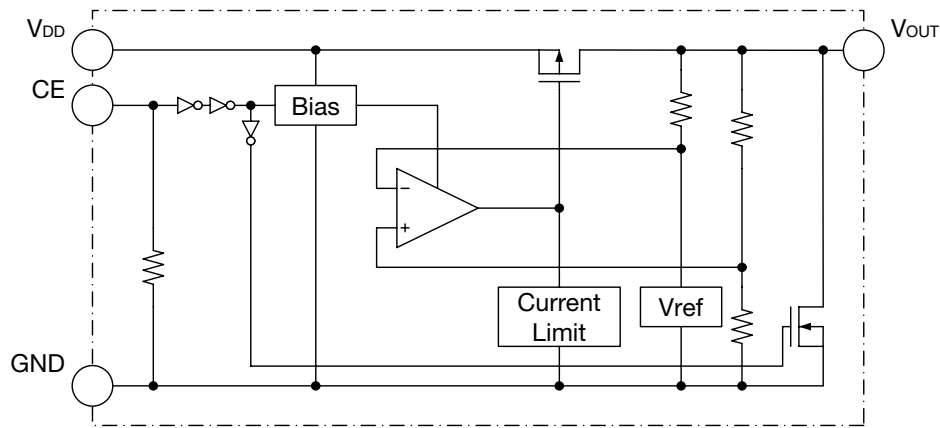 VDD
VOUT
CE
Bias
−
+
Current
Limit
Vref
GND